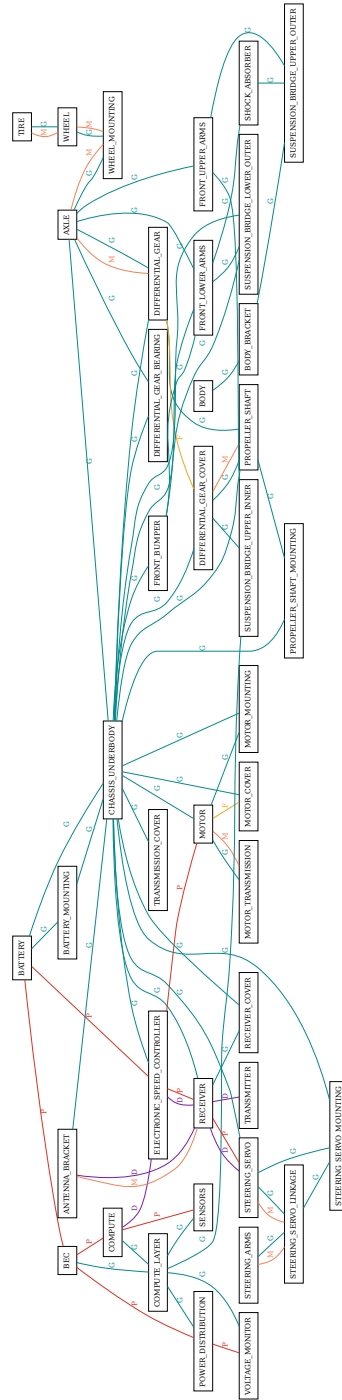 BATTERY
TIRE
P
G
M
G
BEC
ANTENNA_BRACKET
BATTERY_MOUNTING
G
AXLE
WHEEL
P
G
G
G
M
G
M
G
COMPUTE
CHASSIS_UNDERBODY
G
M
G
WHEEL_MOUNTING
P
D
G
M
D
G
G
G
G
G
G
COMPUTE_LAYER
ELECTRONIC_SPEED_CONTROLLER
G
TRANSMISSION_COVER
G
G
FRONT_BUMPER
G
G
DIFFERENTIAL_GEAR_BEARING
DIFFERENTIAL_GEAR
G
G
D
P
P
G
G
G
P
POWER_DISTRIBUTION
G
SENSORS
RECEIVER
MOTOR
G
G
DIFFERENTIAL_GEAR_COVER
G
BODY
G
FRONT_LOWER_ARMS
FRONT_UPPER_ARMS
P
D
P
D
G
G
M
P
G
G
M
G
G
G
G
VOLTAGE_MONITOR
STEERING_ARMS
STEERING_SERVO
TRANSMITTER
RECEIVER_COVER
MOTOR_TRANSMISSION
MOTOR_COVER
MOTOR_MOUNTING
SUSPENSION_BRIDGE_UPPER_INNER
PROPELLER_SHAFT
BODY_BRACKET
SUSPENSION_BRIDGE_LOWER_OUTER
SHOCK_ABSORBER
M
G
M
G
G
G
G
STEERING_SERVO_LINKAGE
PROPELLER_SHAFT_MOUNTING
SUSPENSION_BRIDGE_UPPER_OUTER
G
STEERING_SERVO_MOUNTING